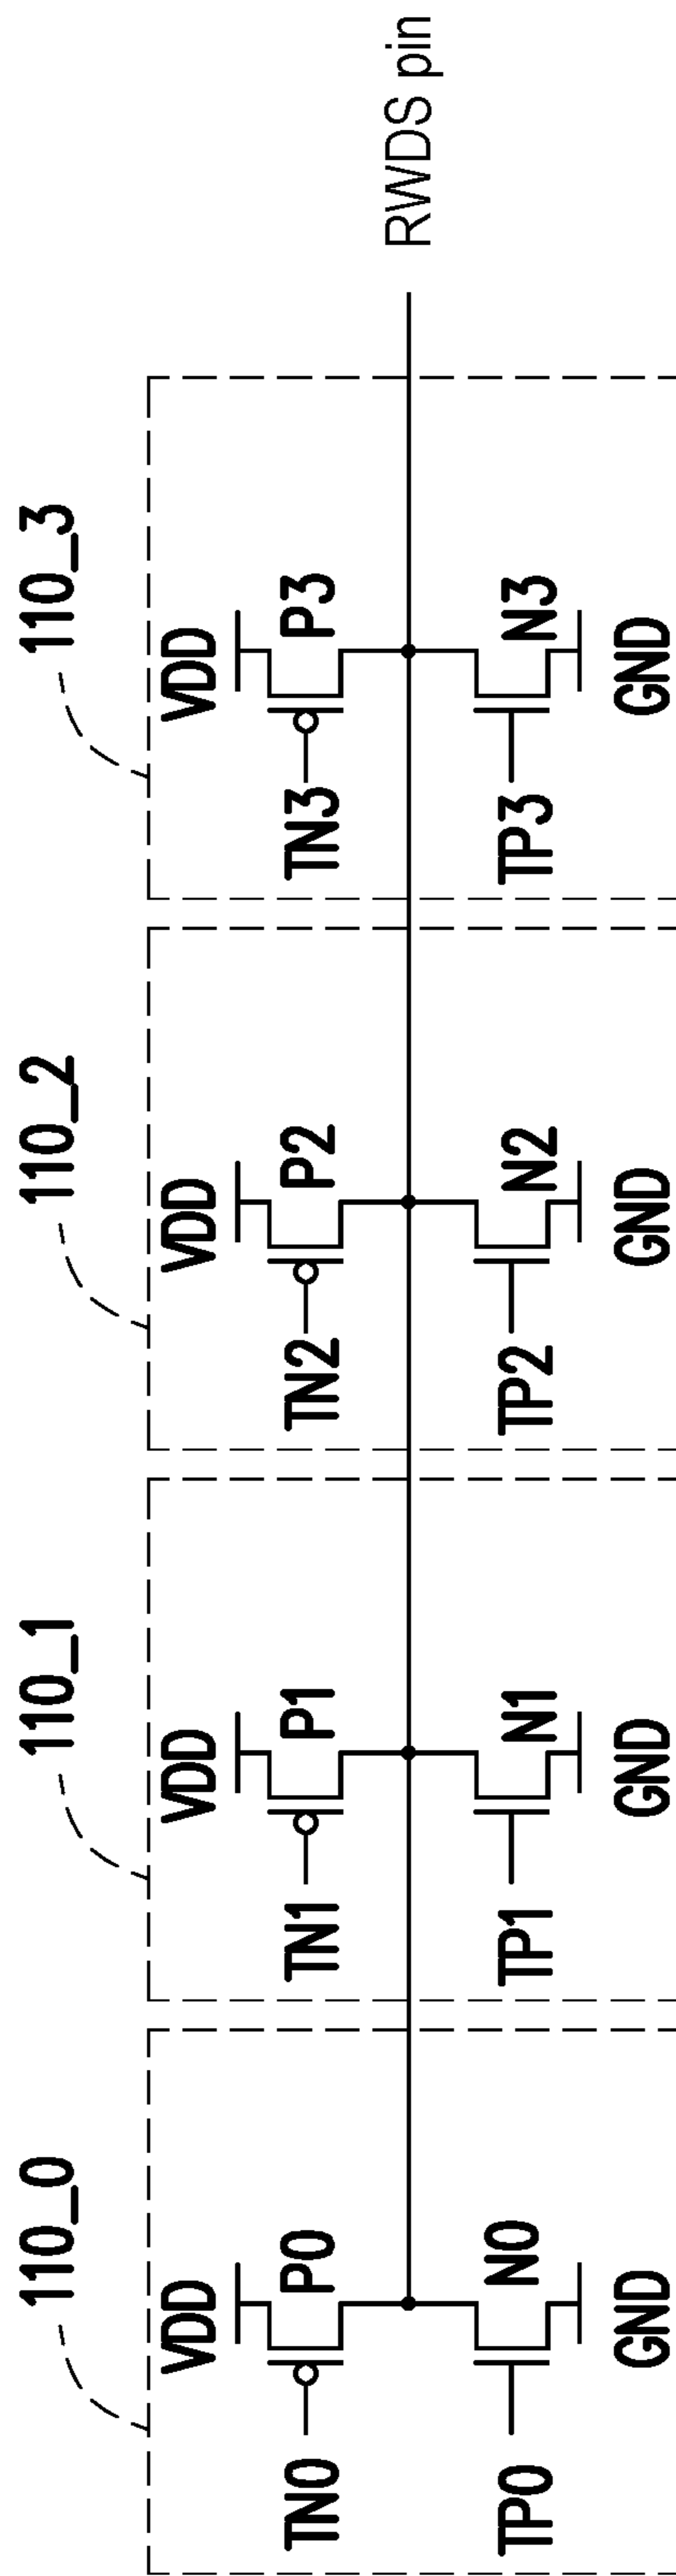 110_0
110_1
110_2
110_3
VDD
VDD
VDD
VDD
TN0
P0
TN1
P1
TN2
P2
TN3
P3
RWDS pin
TP0
N0
TP1
N1
TP2
N2
TP3
N3
GND
GND
GND
GND